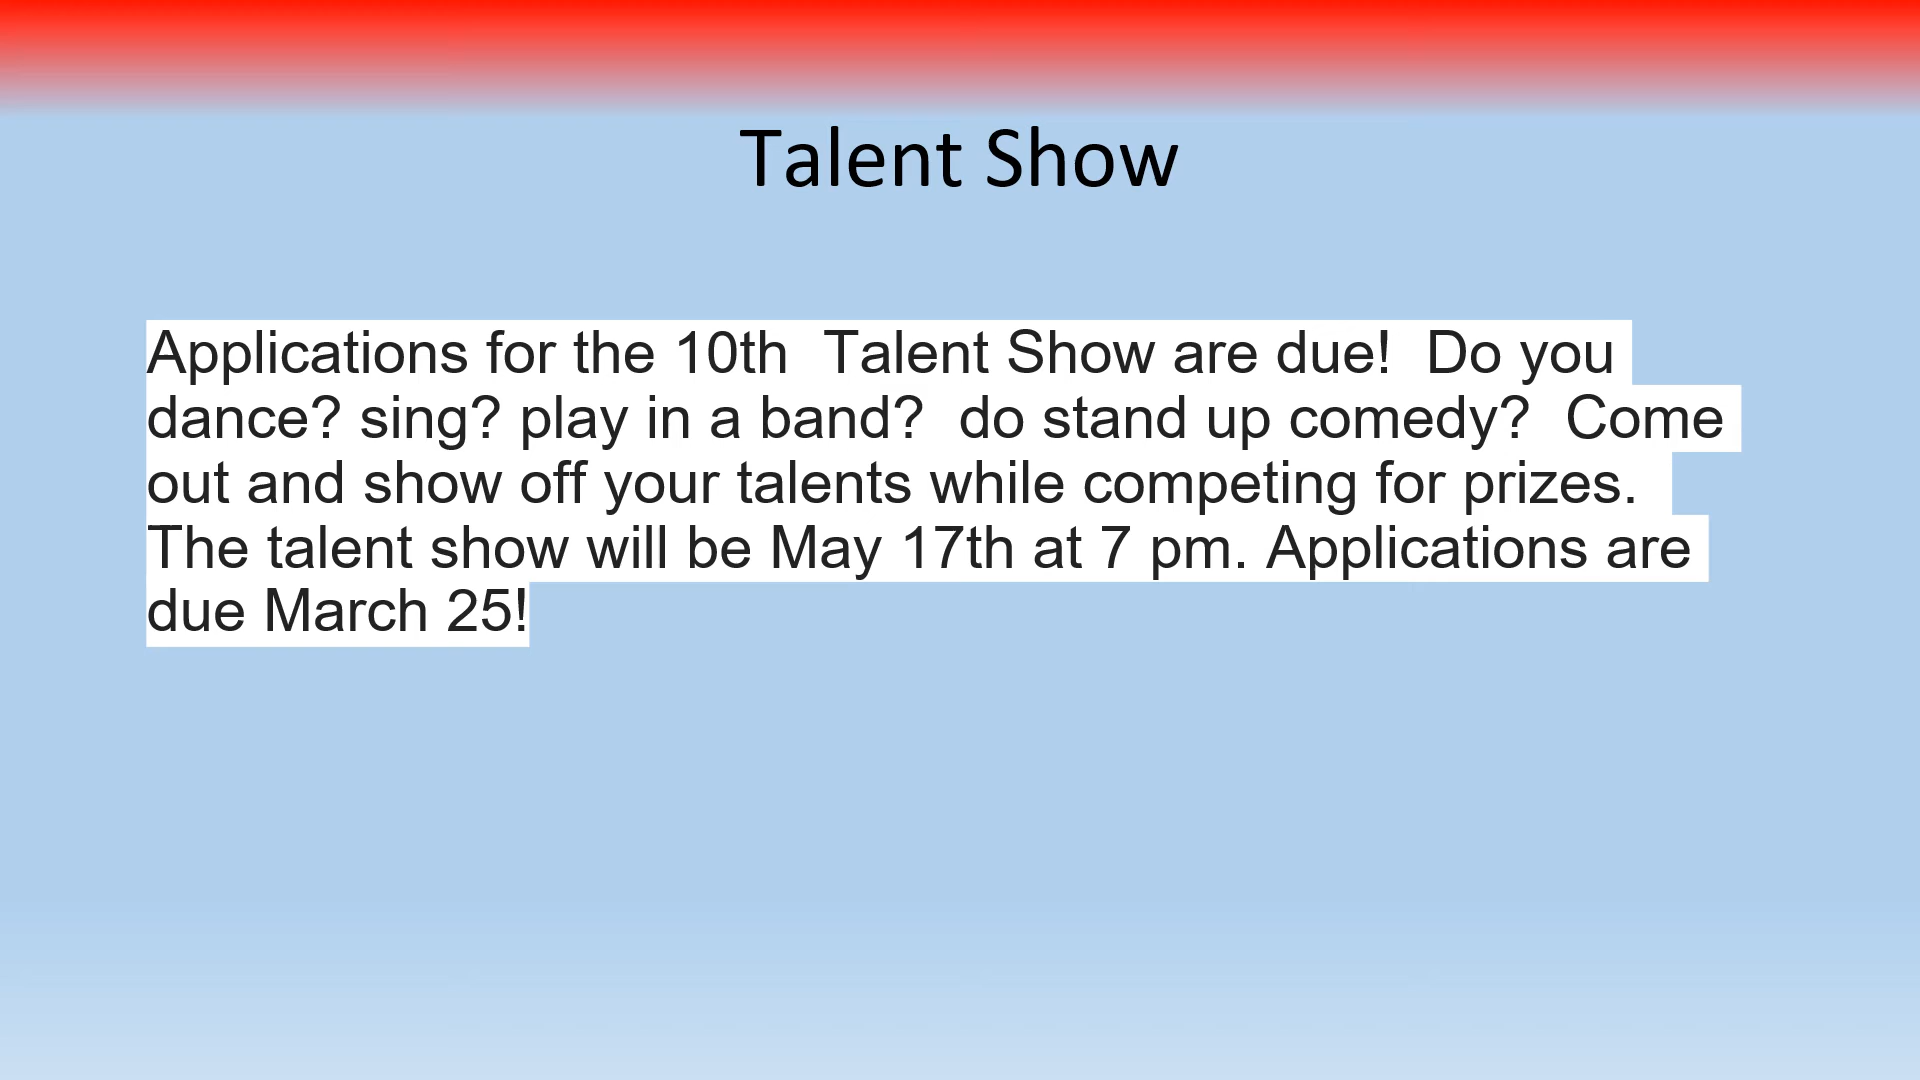 Talent Show
Applications for the 10th  Talent Show are due!  Do you
dance? sing? play in a band?  do stand up comedy?  Come
out and show off your talents while competing for prizes.
The talent show will be May 17th at 7 pm. Applications are
due March 25!